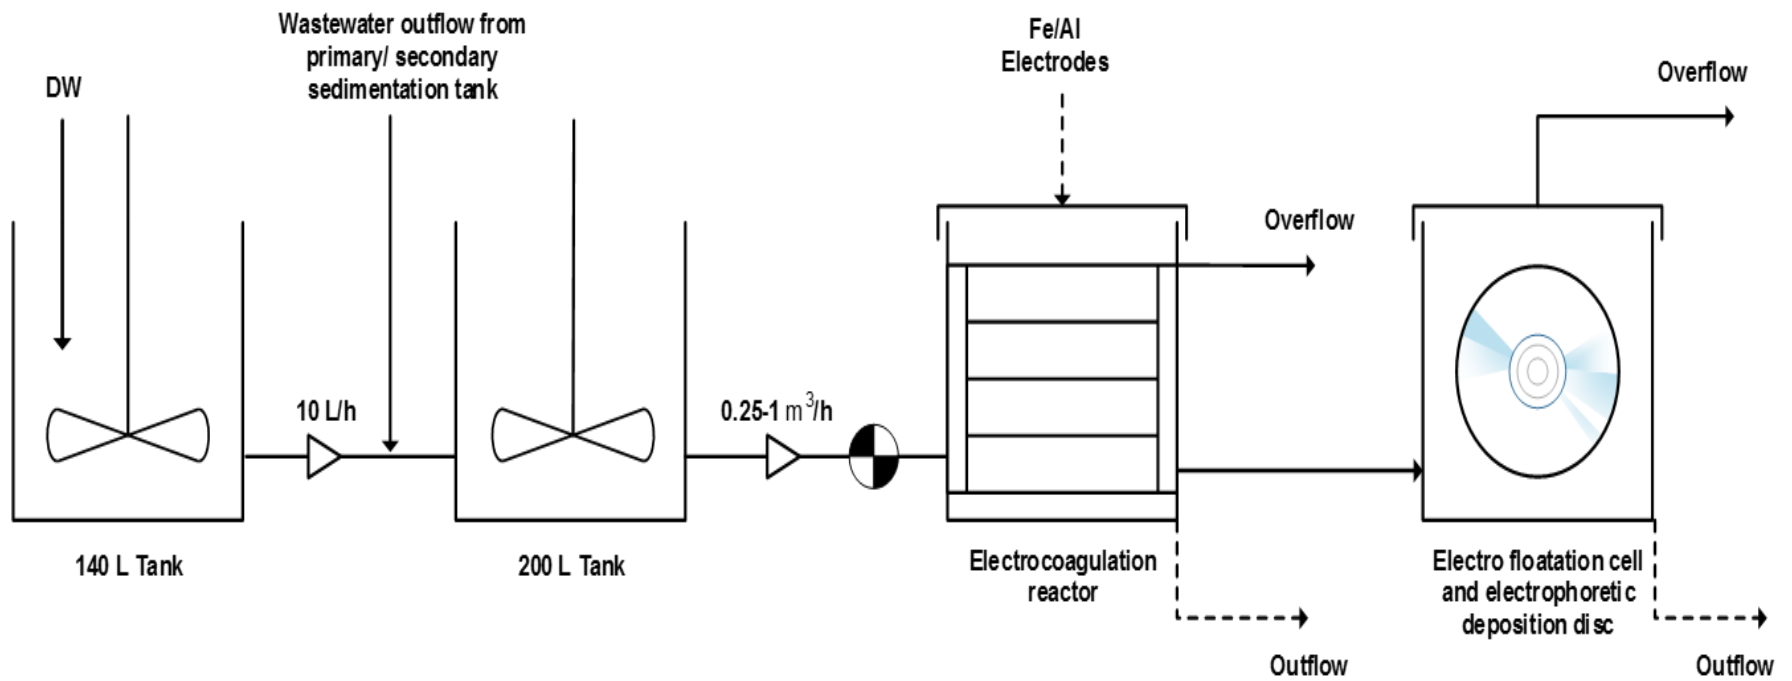 DW
Wastewater outflow from
primary/ secondary
sedimentation tank
10 L/h
0.25-1 m³/h
Fe/Al
Electrodes
Overflow
Overflow
140 L Tank
200 L Tank
Electrocoagulation
reactor
Outflow
Electro floatation cell
and electrophoretic
deposition disc
Outflow